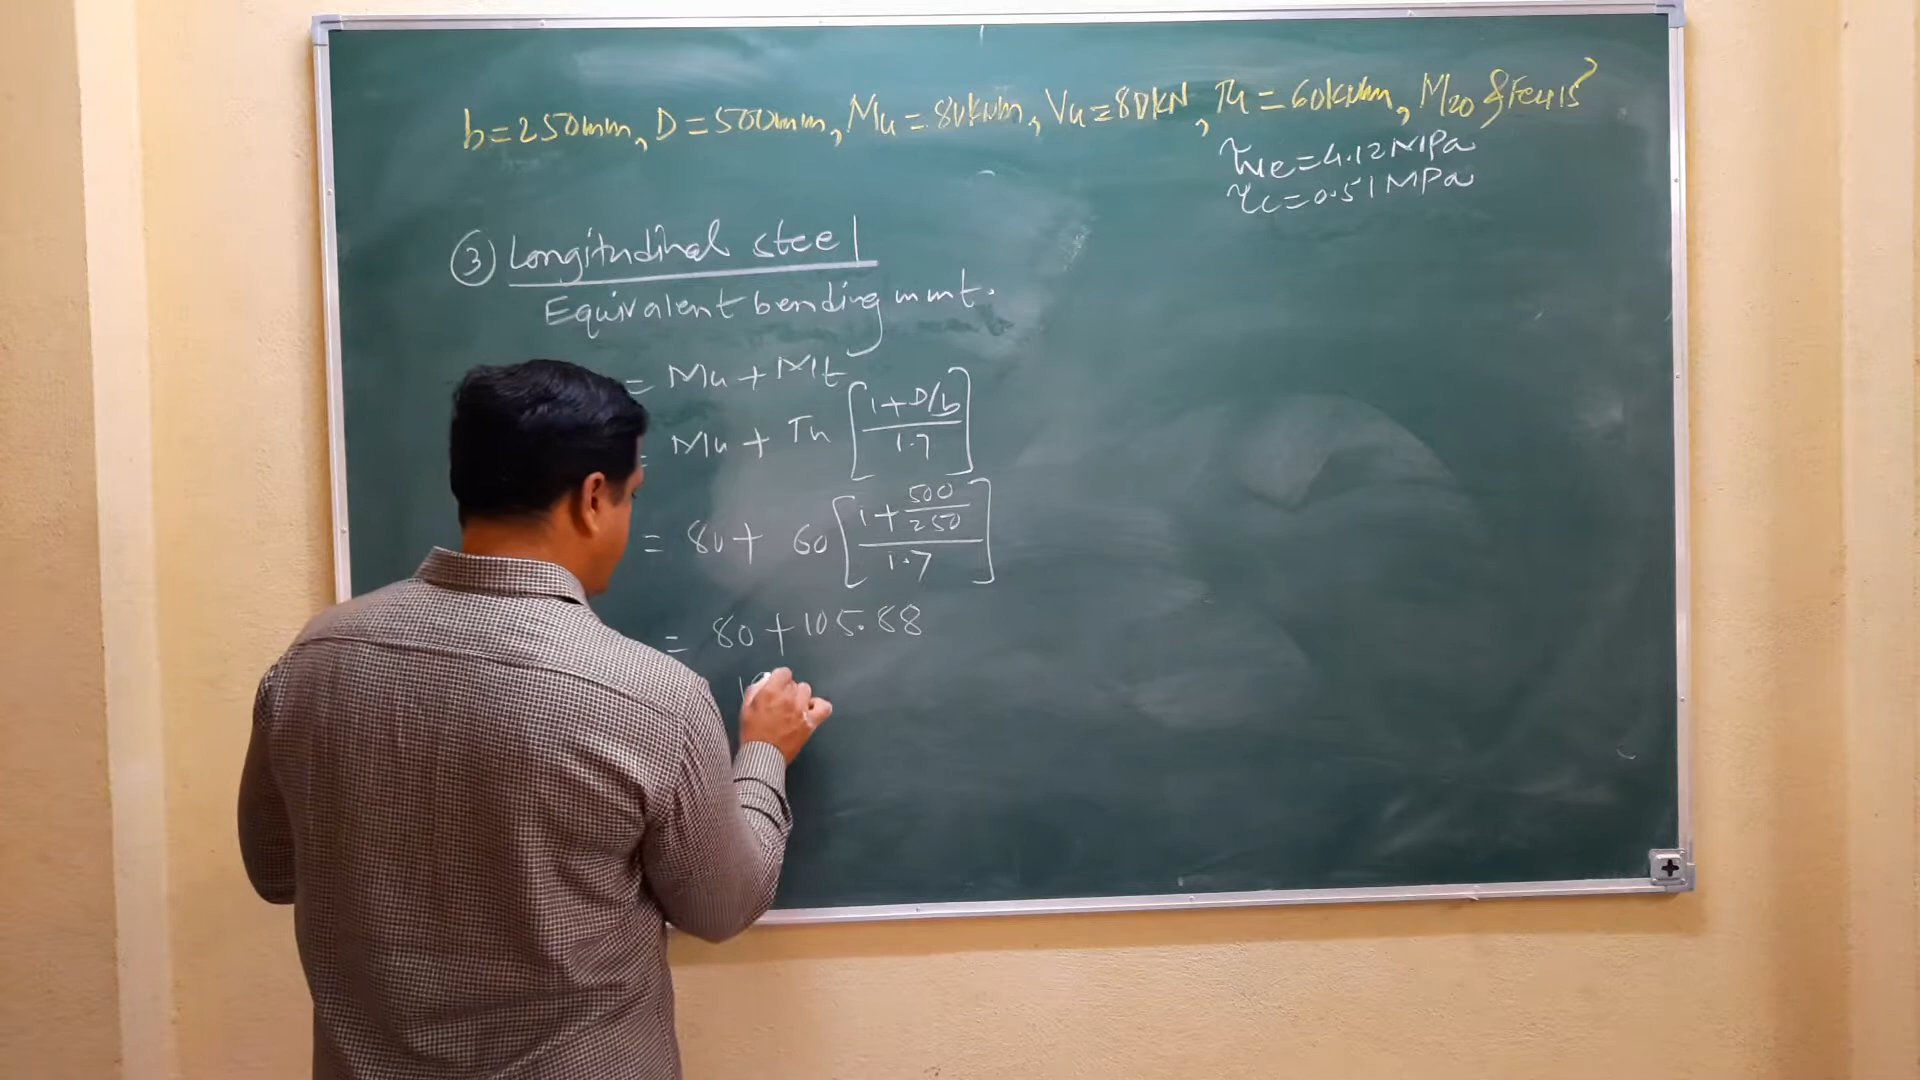 b=250mm, D=500mm, Mu=80kNm, Vu=80kN, Tu=60kNm, M20 & Fe415
τve=4.12MPa
τc=0.51MPa
③ Longitudinal steel
Equivalent bending mmt.
= Mu + Mt
= Mu + Tu [(1+D/b)/1.7]
= 80 + 60 [(1+500/250)/1.7]
= 80+105.88